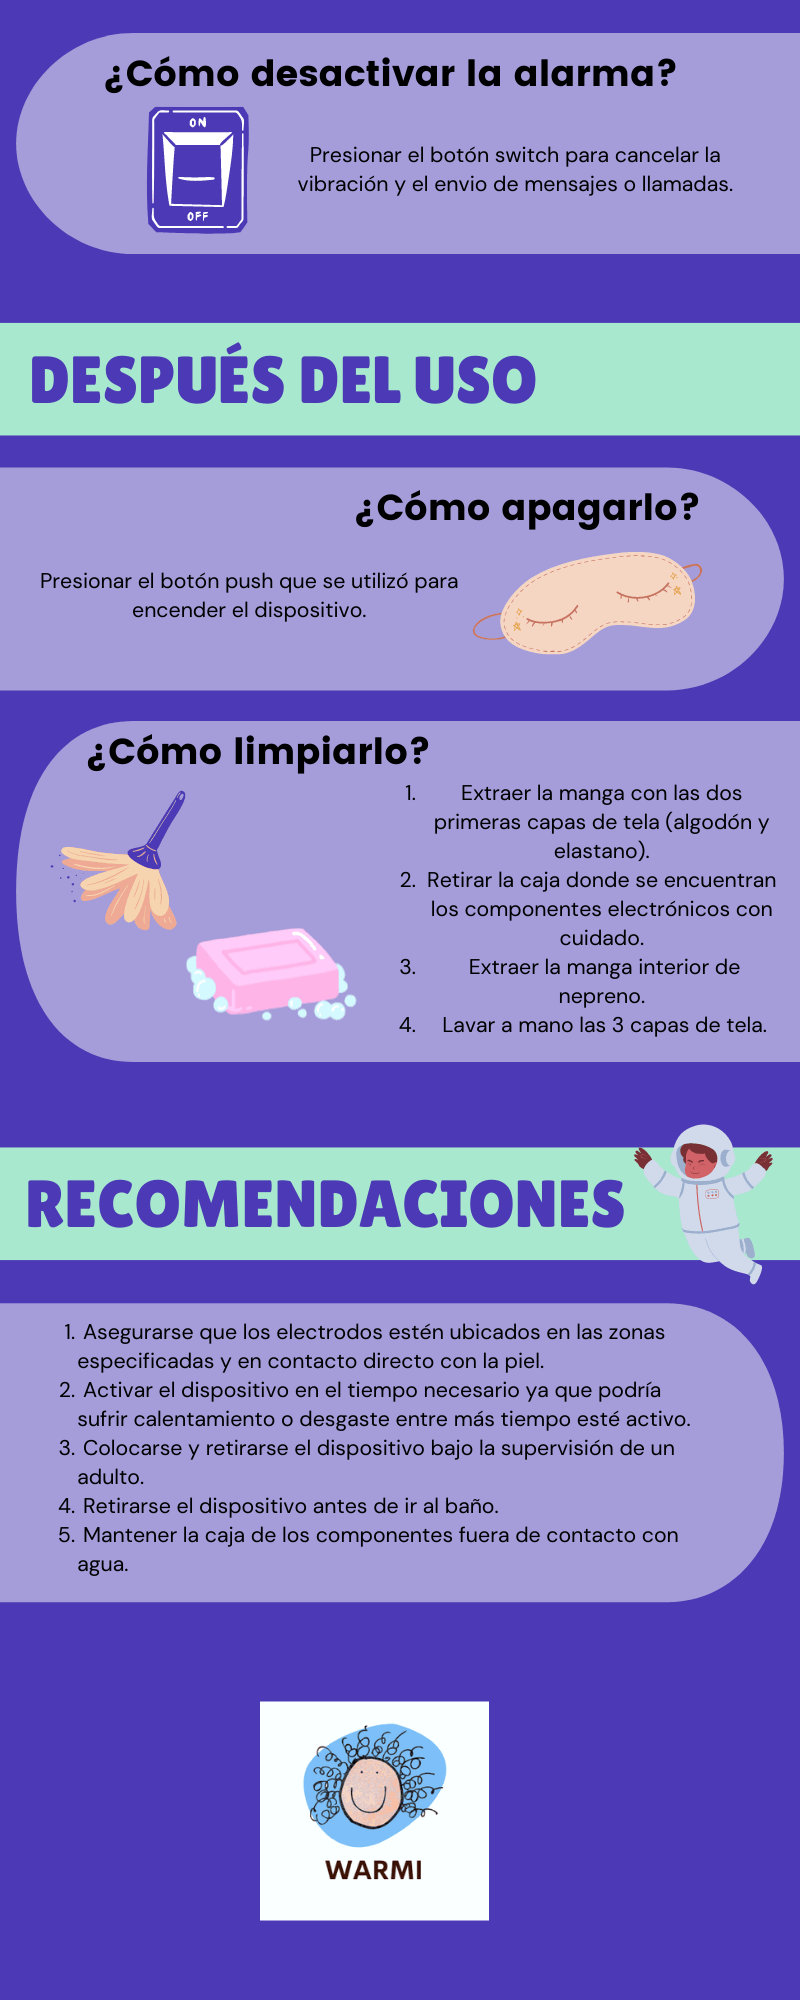 ¿Cómo desactivar la alarma?
ON
OFF
Presionar el botón switch para cancelar la
vibración y el envio de mensajes o llamadas.
DESPUÉS DEL USO
¿Cómo apagarlo?
Presionar el botón push que se utilizó para
encender el dispositivo.
¿Cómo limpiarlo?
1. Extraer la manga con las dos
primeras capas de tela (algodón y
elastano).
2. Retirar la caja donde se encuentran
los componentes electrónicos con
cuidado.
3. Extraer la manga interior de
nepreno.
4. Lavar a mano las 3 capas de tela.
RECOMENDACIONES
1. Asegurarse que los electrodos estén ubicados en las zonas
especificadas y en contacto directo con la piel.
2. Activar el dispositivo en el tiempo necesario ya que podría
sufrir calentamiento o desgaste entre más tiempo esté activo.
3. Colocarse y retirarse el dispositivo bajo la supervisión de un
adulto.
4. Retirarse el dispositivo antes de ir al baño.
5. Mantener la caja de los componentes fuera de contacto con
agua.
WARMI